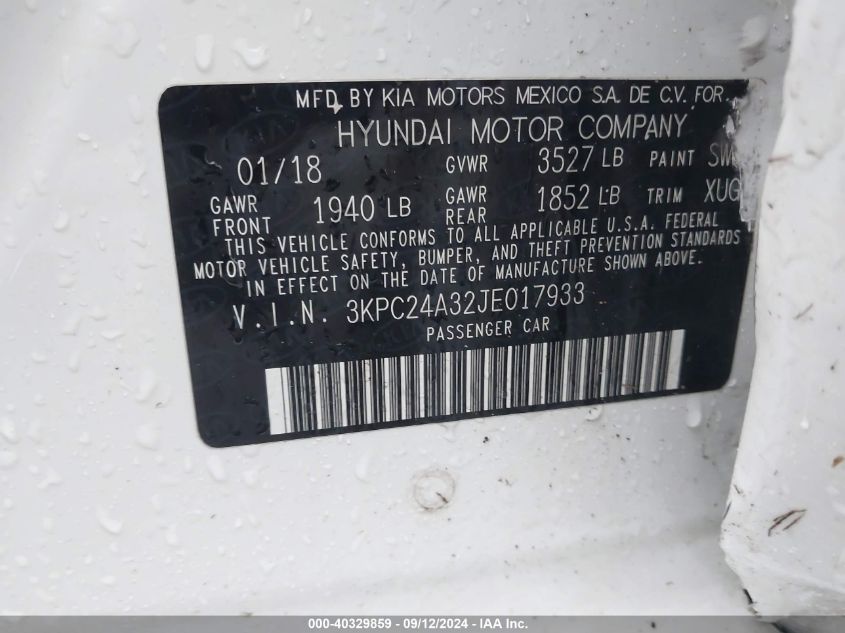 MFD. BY KIA MOTORS MEXICO S.A. DE C.V. FOR.
HYUNDAI MOTOR COMPANY
01/18 GVWR 3527 LB PAINT
GAWR FRONT 1940 LB GAWR REAR 1852 LB TRIM XUG
THIS VEHICLE CONFORMS TO ALL APPLICABLE U.S.A. FEDERAL
MOTOR VEHICLE SAFETY, BUMPER, AND THEFT PREVENTION STANDARDS
IN EFFECT ON THE DATE OF MANUFACTURE SHOWN ABOVE.
V.I.N. 3KPC24A32JE017933
PASSENGER CAR
000-40329859 - 09/12/2024 - IAA Inc.